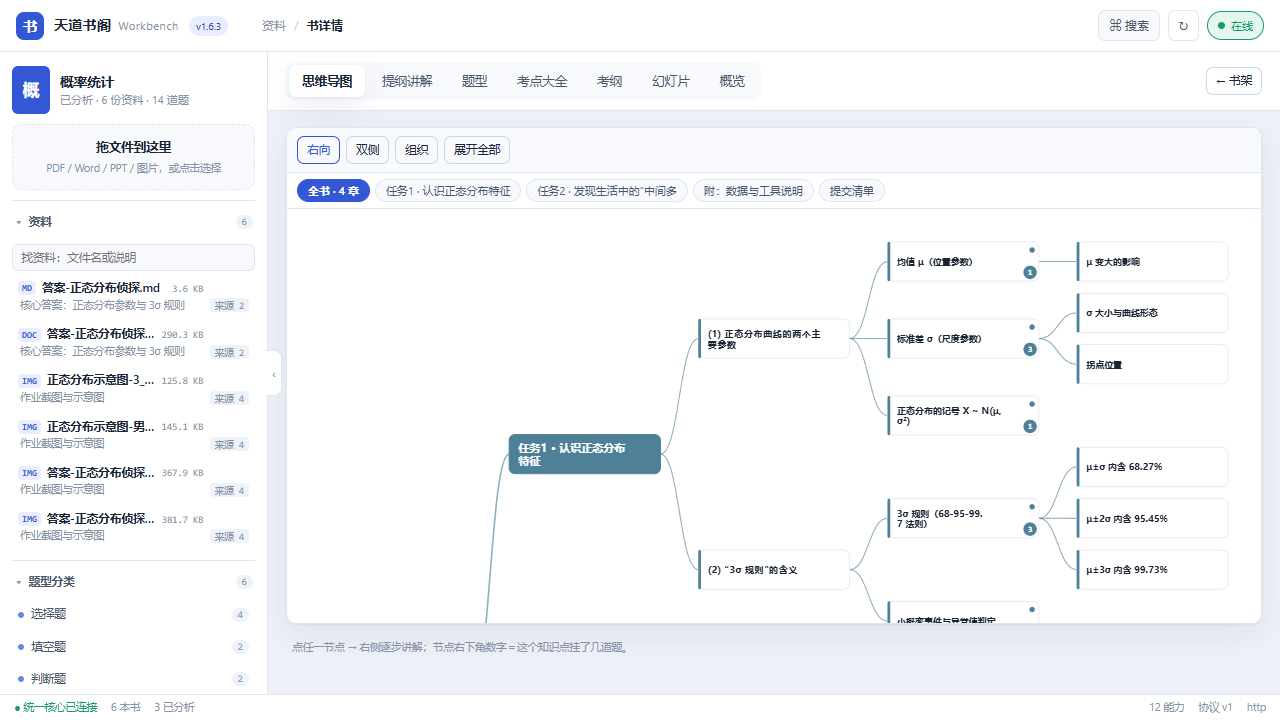 书 天道书阁 Workbench v1.6.3 资料 / 书详情 ⌘ 搜索 ↻ 在线
概 概率统计
已分析 · 6 份资料 · 14 道题
拖文件到这里
PDF / Word / PPT / 图片，或点击选择
资料 6
找资料：文件名或说明
MD 答案-正态分布侦探.md 3.6 KB
核心答案：正态分布参数与 3σ 规则 来源 2
DOC 答案-正态分布侦探... 290.3 KB
核心答案：正态分布参数与 3σ 规则 来源 2
IMG 正态分布示意图-3_... 125.8 KB
作业截图与示意图 来源 4
IMG 正态分布示意图-男... 145.1 KB
作业截图与示意图 来源 4
IMG 答案-正态分布侦探... 367.9 KB
作业截图与示意图 来源 4
IMG 答案-正态分布侦探... 381.7 KB
作业截图与示意图 来源 4
题型分类 6
选择题 4
填空题 2
判断题 2
思维导图 提纲讲解 题型 考点大全 考纲 幻灯片 概览 ← 书架
右向 双侧 组织 展开全部
全书 · 4 章 任务1 · 认识正态分布特征 任务2 · 发现生活中的“中间多 附：数据与工具说明 提交清单
任务1 · 认识正态分布
特征
(1) 正态分布曲线的两个主
要参数
均值 μ（位置参数）
1
μ 变大的影响
标准差 σ（尺度参数）
3
σ 大小与曲线形态
拐点位置
正态分布的记号 X ~ N(μ,
σ²)
1
(2) “3σ 规则”的含义
3σ 规则（68-95-99.
7 法则）
3
μ±σ 内含 68.27%
μ±2σ 内含 95.45%
μ±3σ 内含 99.73%
小概率事件与异常值判定
点任一节点 → 右侧逐步讲解；节点右下角数字 = 这个知识点挂了几道题。
统一核心已连接 6 本书 3 已分析 12 能力 协议 v1 http